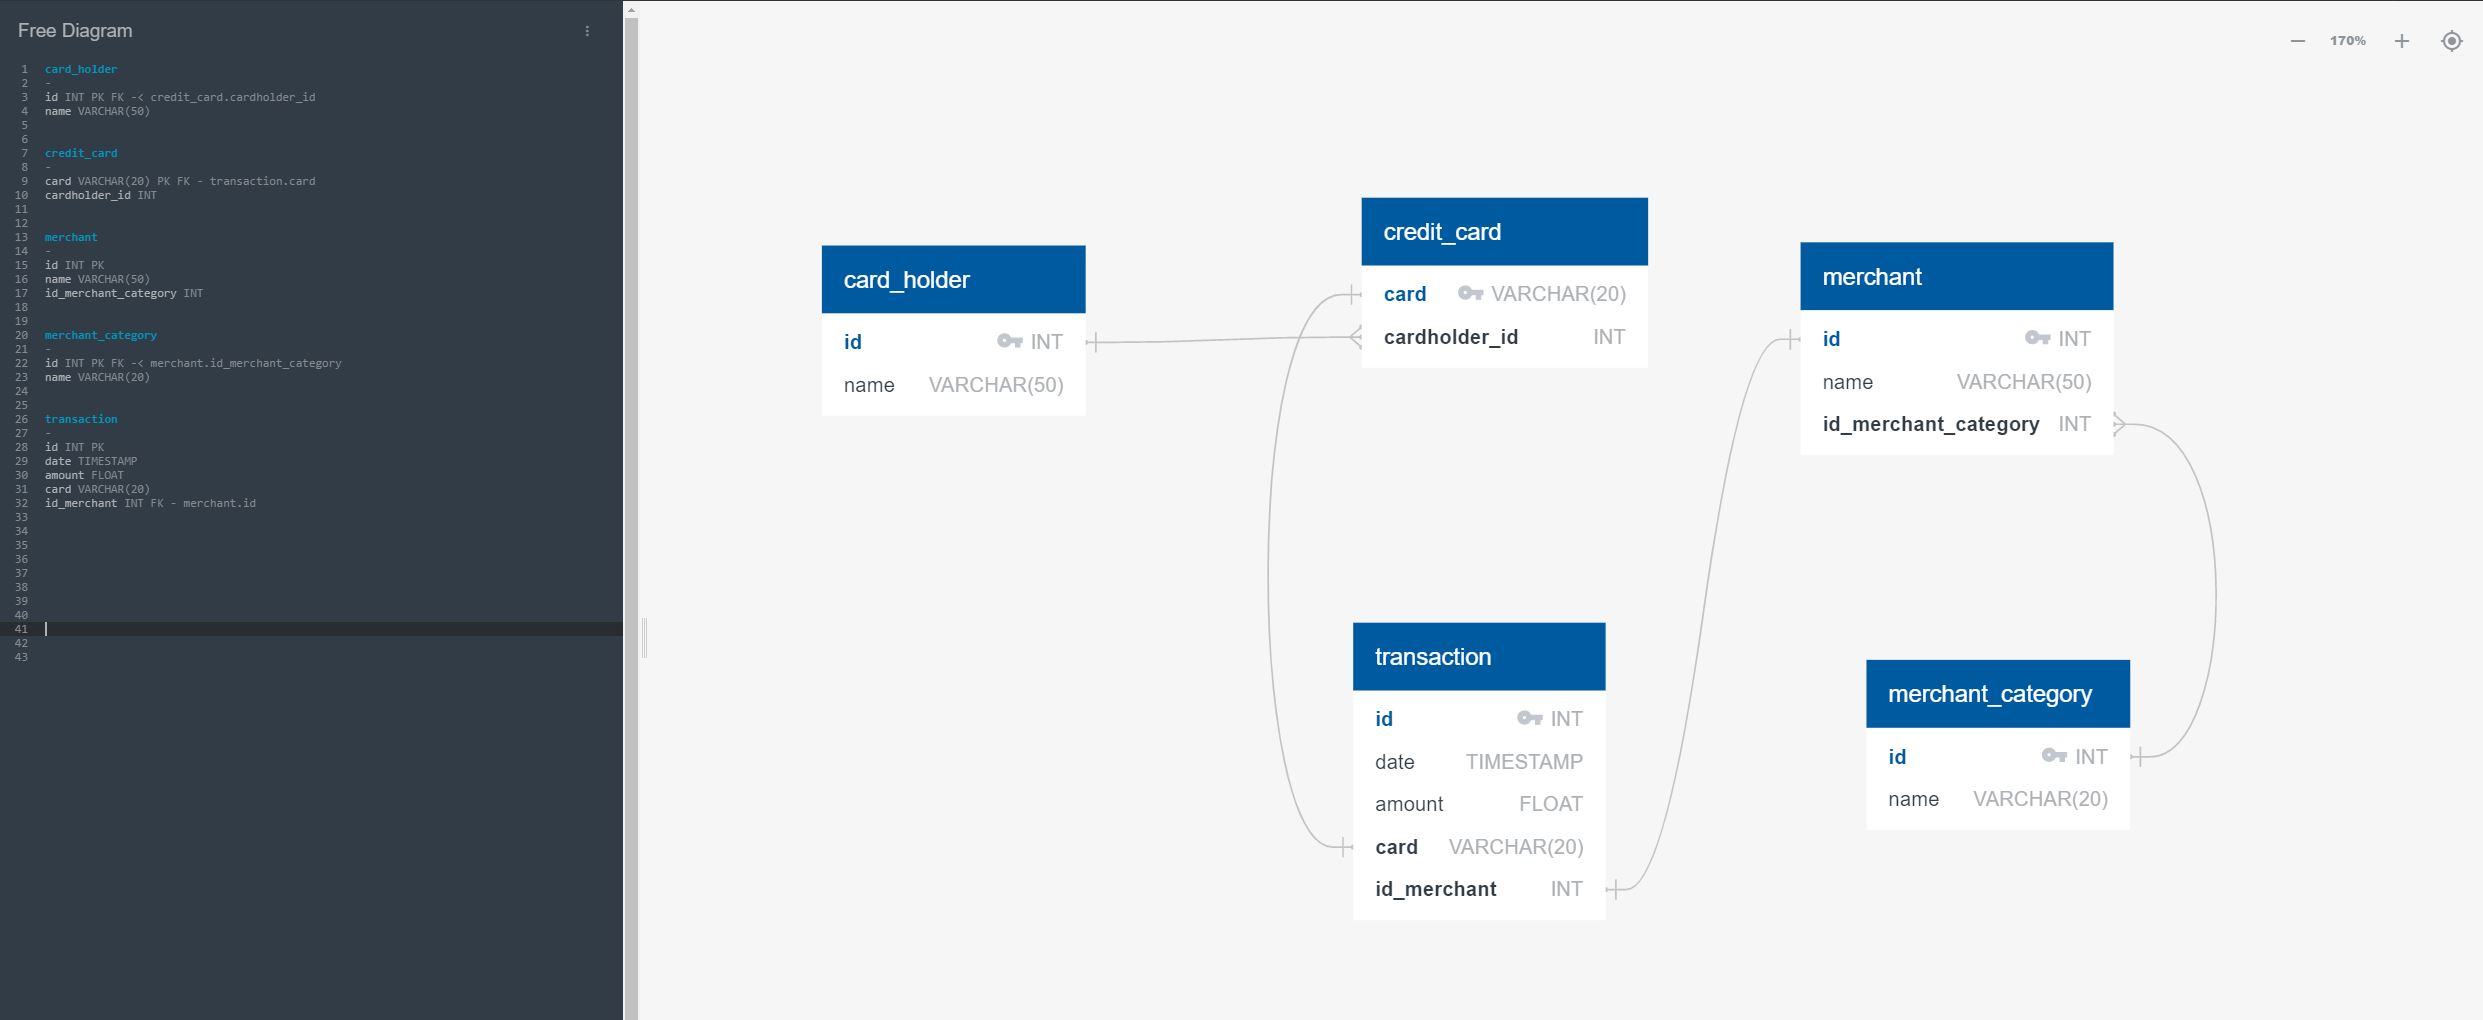 Free Diagram
1 card_holder
2 -
3 id INT PK FK -< credit_card.cardholder_id
4 name VARCHAR(50)
5
6
7 credit_card
8 -
9 card VARCHAR(20) PK FK - transaction.card
10 cardholder_id INT
11
12
13 merchant
14 -
15 id INT PK
16 name VARCHAR(50)
17 id_merchant_category INT
18
19
20 merchant_category
21 -
22 id INT PK FK -< merchant.id_merchant_category
23 name VARCHAR(20)
24
25
26 transaction
27 -
28 id INT PK
29 date TIMESTAMP
30 amount FLOAT
31 card VARCHAR(20)
32 id_merchant INT FK - merchant.id
33
34
35
36
37
38
39
40
41
42
43
170%
card_holder
id INT
name VARCHAR(50)
credit_card
card VARCHAR(20)
cardholder_id INT
merchant
id INT
name VARCHAR(50)
id_merchant_category INT
transaction
id INT
date TIMESTAMP
amount FLOAT
card VARCHAR(20)
id_merchant INT
merchant_category
id INT
name VARCHAR(20)